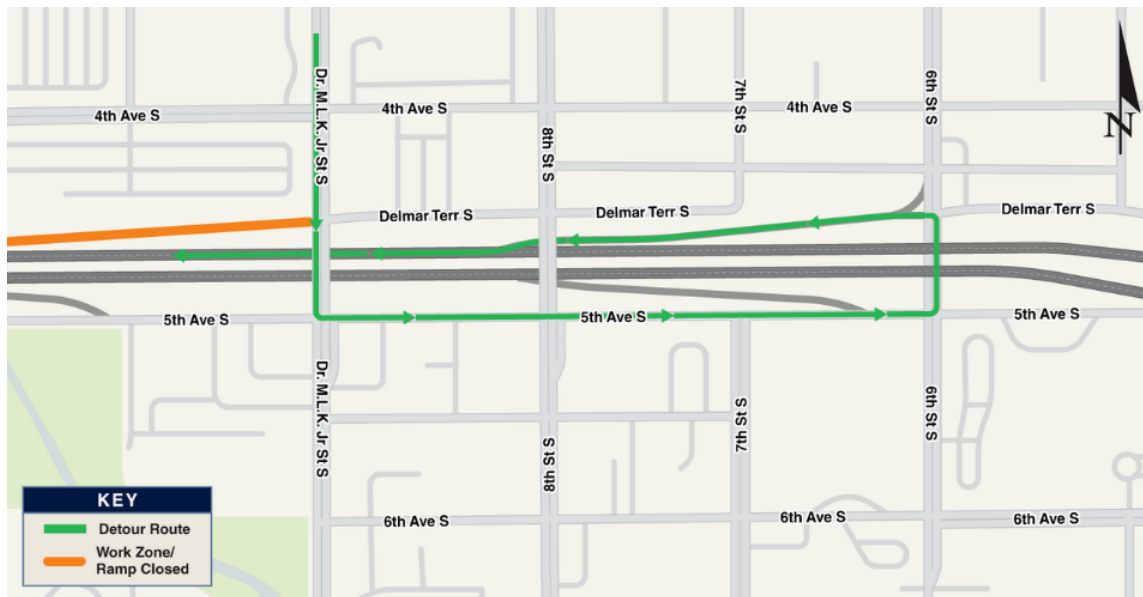 4th Ave S
4th Ave S
4th Ave S
Dr. M.L.K. Jr St S
8th St S
7th St S
6th St S
N
Delmar Terr S
Delmar Terr S
Delmar Terr S
5th Ave S
5th Ave S
5th Ave S
Dr. M.L.K. Jr St S
8th St S
7th St S
6th St S
6th Ave S
6th Ave S
6th Ave S
KEY
Detour Route
Work Zone/
Ramp Closed